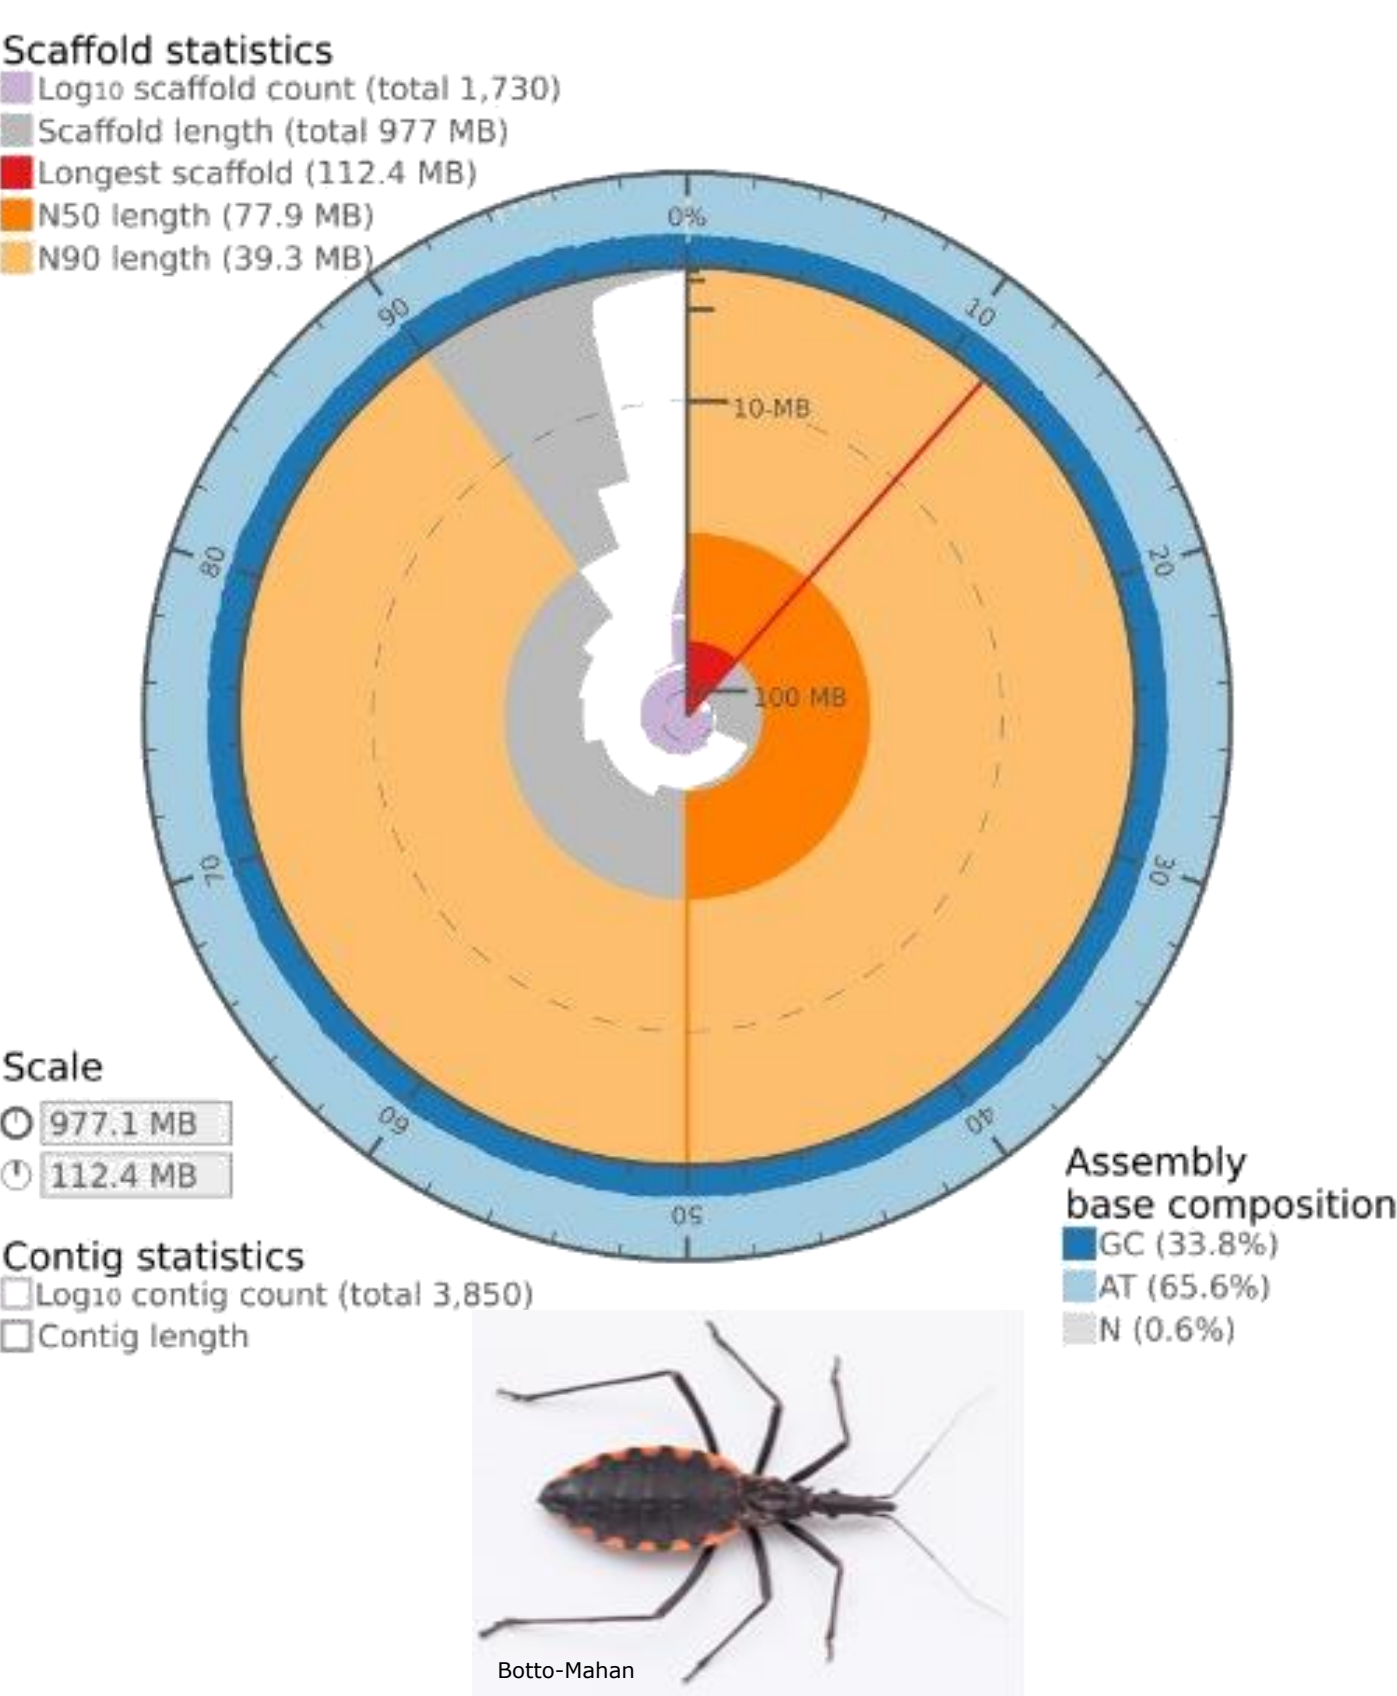 Scaffold statistics
Log10 scaffold count (total 1,730)
Scaffold length (total 977 MB)
Longest scaffold (112.4 MB)
N50 length (77.9 MB)
N90 length (39.3 MB)
0%
10
20
30
40
50
60
70
80
90
10-MB
100 MB
Scale
977.1 MB
112.4 MB
Contig statistics
Log10 contig count (total 3,850)
Contig length
Assembly
base composition
GC (33.8%)
AT (65.6%)
N (0.6%)
Botto-Mahan